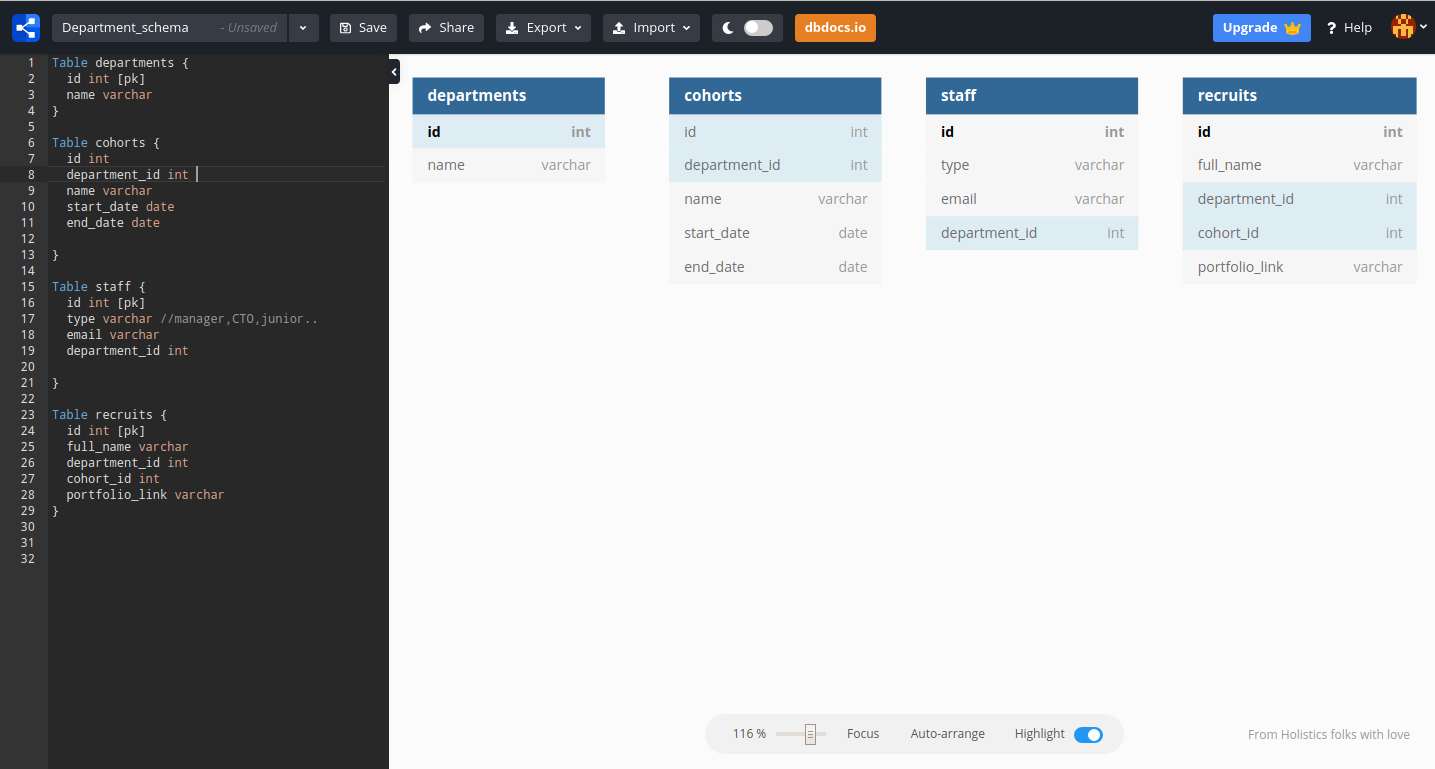 Department_schema - Unsaved Save Share Export Import dbdocs.io Upgrade ? Help
1 Table departments {
2 id int [pk]
3 name varchar
4 }
5
6 Table cohorts {
7 id int
8 department_id int
9 name varchar
10 start_date date
11 end_date date
12
13 }
14
15 Table staff {
16 id int [pk]
17 type varchar //manager,CTO,junior..
18 email varchar
19 department_id int
20
21 }
22
23 Table recruits {
24 id int [pk]
25 full_name varchar
26 department_id int
27 cohort_id int
28 portfolio_link varchar
29 }
30
31
32
departments
id int
name varchar
cohorts
id int
department_id int
name varchar
start_date date
end_date date
staff
id int
type varchar
email varchar
department_id int
recruits
id int
full_name varchar
department_id int
cohort_id int
portfolio_link varchar
116 % Focus Auto-arrange Highlight
From Holistics folks with love